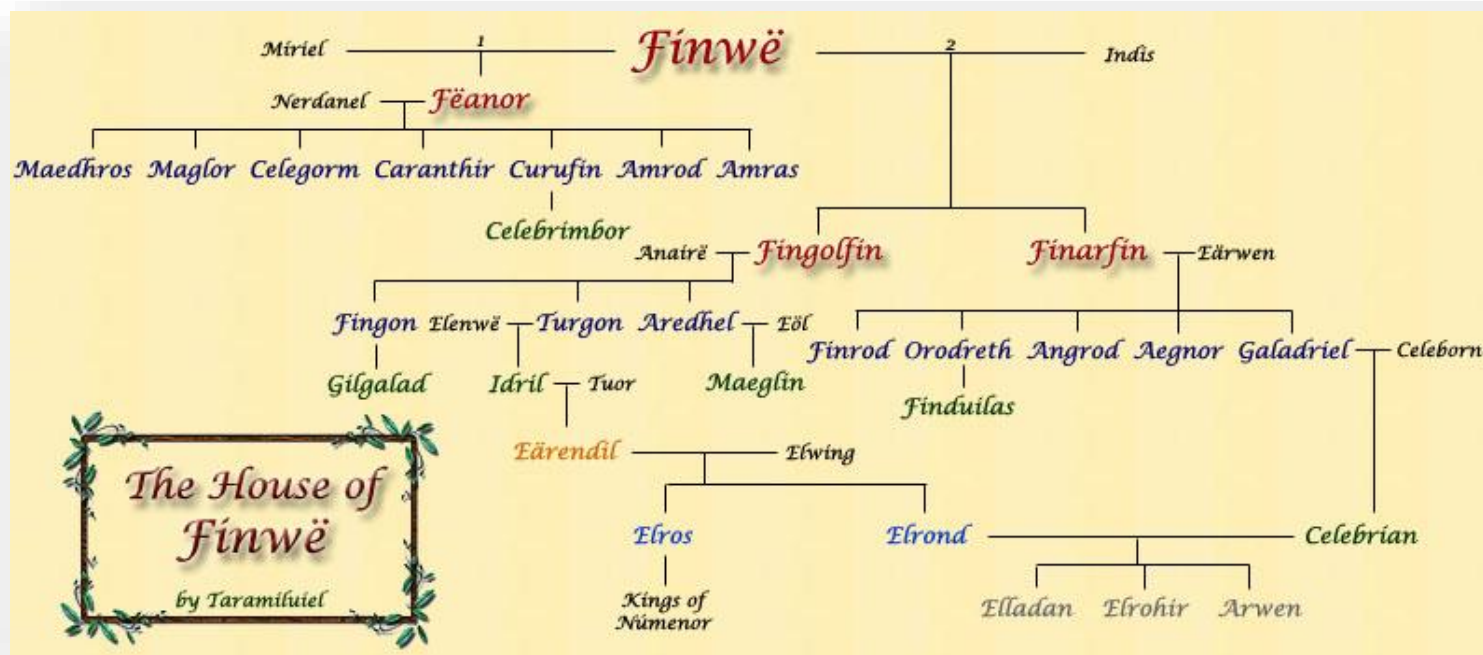 Míriel 1 Finwë 2 Indis
Nerdanel Fëanor
Maedhros Maglor Celegorm Caranthir Curufin Amrod Amras
Celebrimbor
Anairë Fingolfin Finarfin Eärwen
Fingon Elenwë Turgon Aredhel Eöl
Finrod Orodreth Angrod Aegnor Galadriel Celeborn
Gilgalad Idril Tuor Maeglin
Finduilas
Eärendil Elwing
Elros Elrond Celebrian
Kings of
Númenor
Elladan Elrohir Arwen
The House of
Finwë
by Taramiluiel